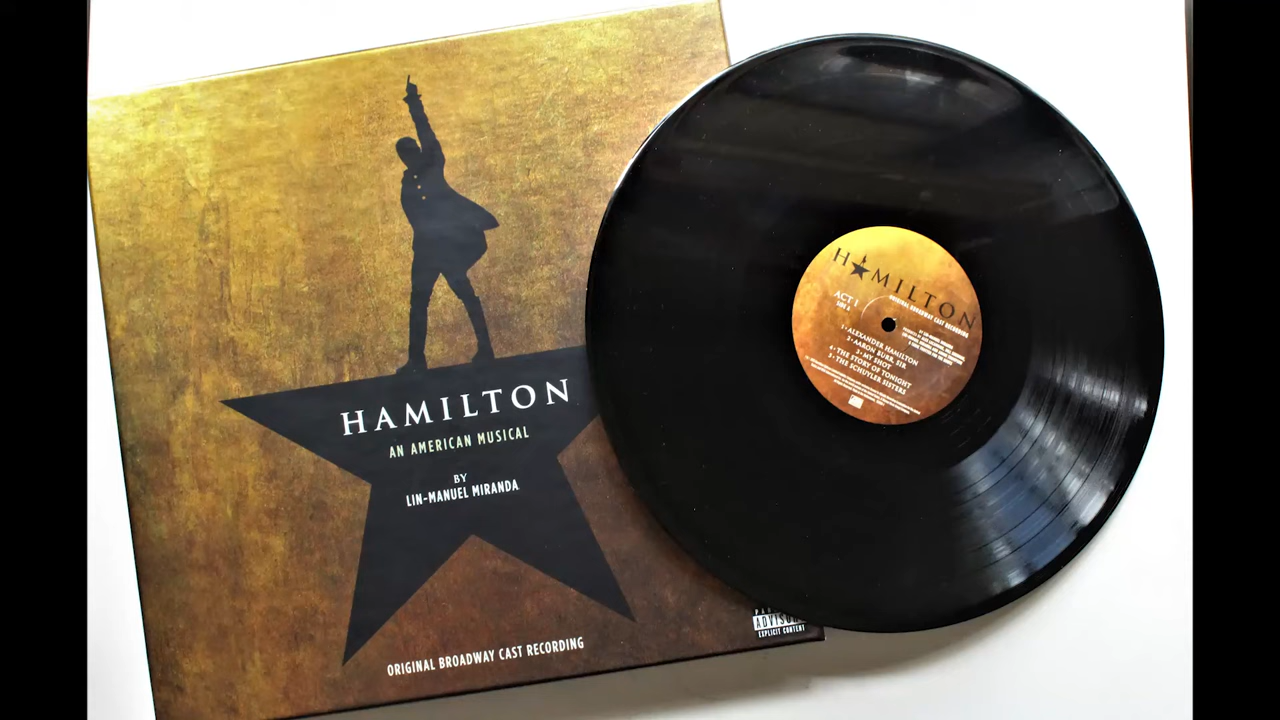 HAMILTON
AN AMERICAN MUSICAL
BY
LIN-MANUEL MIRANDA
ORIGINAL BROADWAY CAST RECORDING
ADVISORY
EXPLICIT CONTENT
HAMILTON
ORIGINAL BROADWAY CAST RECORDING
ACT I
SIDE A
1 • ALEXANDER HAMILTON
2 • AARON BURR, SIR
3 • MY SHOT
4 • THE STORY OF TONIGHT
5 • THE SCHUYLER SISTERS